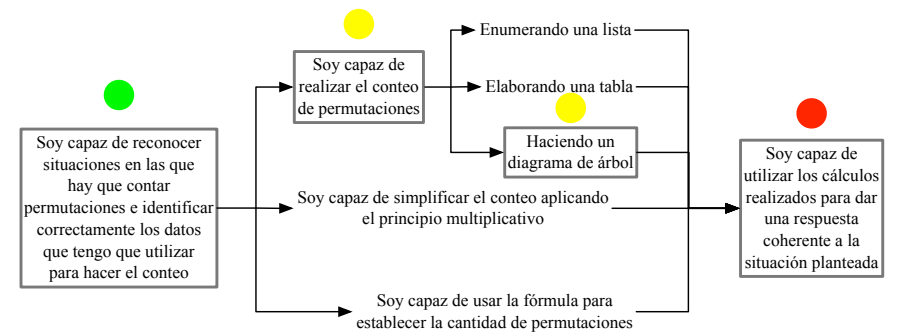 Soy capaz de reconocer
situaciones en las que
hay que contar
permutaciones e identificar
correctamente los datos
que tengo que utilizar
para hacer el conteo
Soy capaz de
realizar el conteo
de permutaciones
Enumerando una lista
Elaborando una tabla
Haciendo un
diagrama de árbol
Soy capaz de simplificar el conteo aplicando
el principio multiplicativo
Soy capaz de usar la fórmula para
establecer la cantidad de permutaciones
Soy capaz de
utilizar los cálculos
realizados para dar
una respuesta
coherente a la
situación planteada